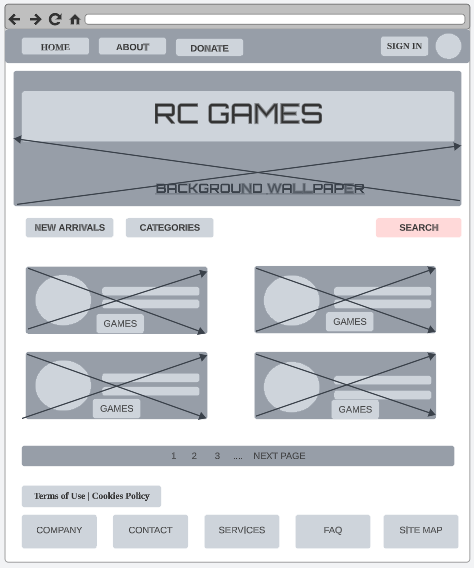 HOME ABOUT DONATE SIGN IN
RC GAMES
BACKGROUND WALLPAPER
NEW ARRIVALS CATEGORIES SEARCH
GAMES GAMES
GAMES GAMES
1 2 3 .... NEXT PAGE
Terms of Use | Cookies Policy
COMPANY CONTACT SERVICES FAQ SITE MAP